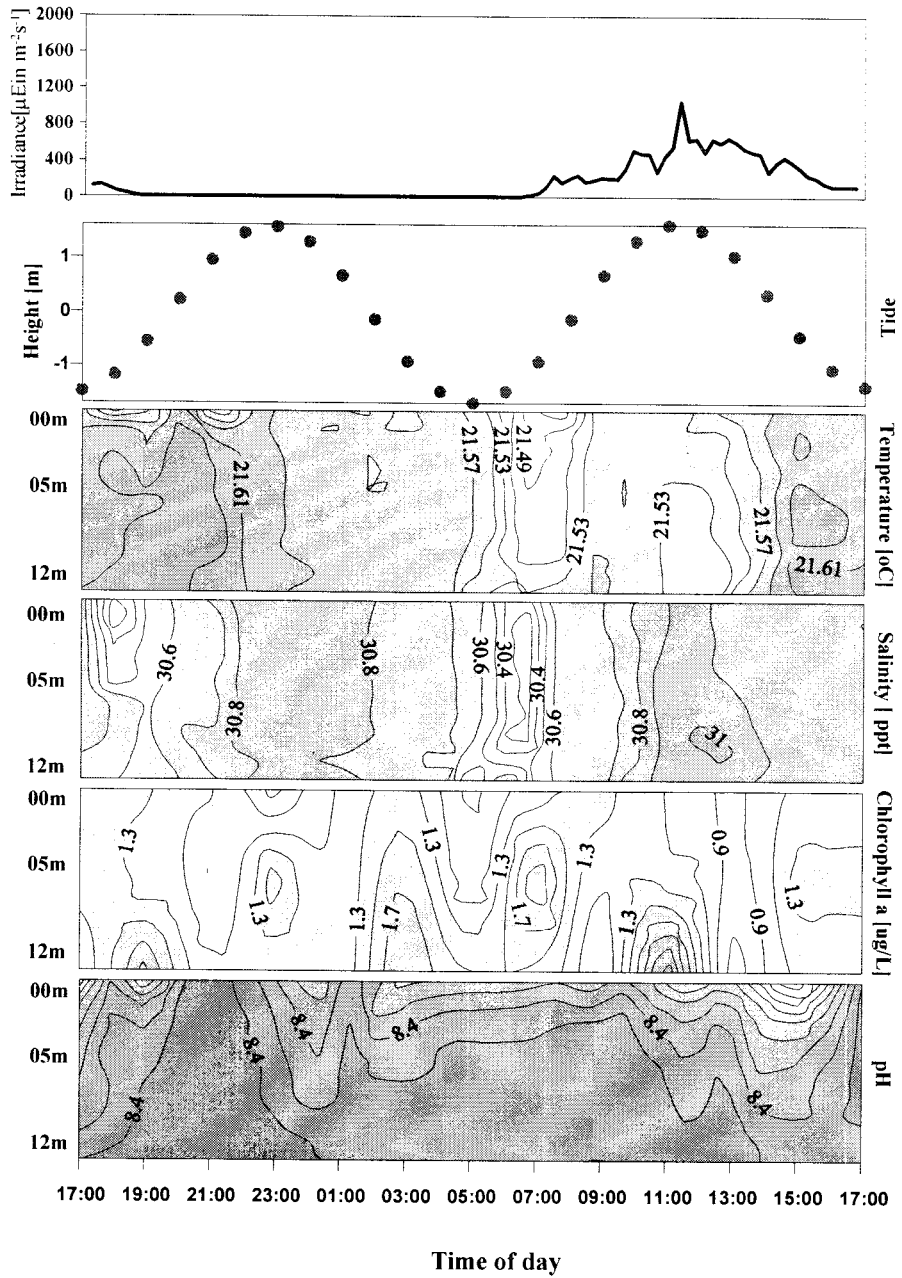 Irradiance[µEin m⁻²s⁻¹]
2000
1600
1200
800
400
0
Height [m]
1
0
-1
Tide
00m
05m
12m
21.61
21.57
21.53
21.49
21.53
21.53
21.57
21.61
Temperature [oC]
00m
05m
12m
30.6
30.8
30.8
30.6
30.4
30.4
30.6
30.8
31
Salinity [ ppt]
00m
05m
12m
1.3
1.3
1.3
1.7
1.3
1.3
1.7
1.3
1.3
0.9
0.9
1.3
Chlorophyll a [ug/L]
00m
05m
12m
8.4
8.4
8.4
8.4
8.4
8.4
pH
17:00 19:00 21:00 23:00 01:00 03:00 05:00 07:00 09:00 11:00 13:00 15:00 17:00
Time of day